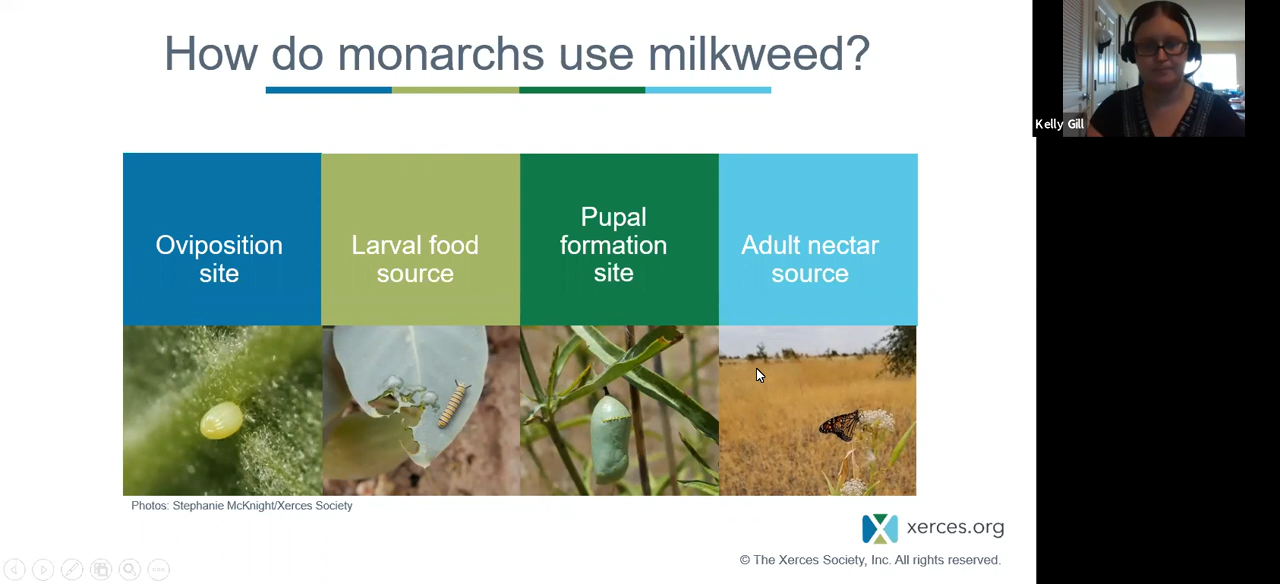 How do monarchs use milkweed?
Kelly Gill
Oviposition
site
Larval food
source
Pupal
formation
site
Adult nectar
source
Photos: Stephanie McKnight/Xerces Society
xerces.org
© The Xerces Society, Inc. All rights reserved.